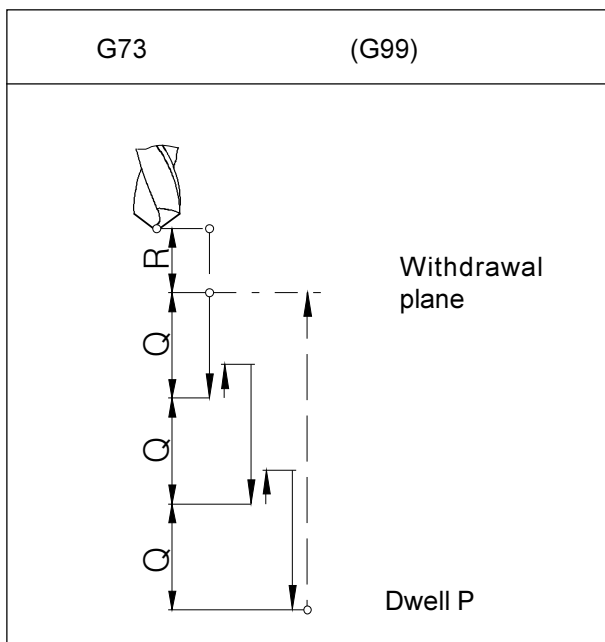 G73 (G99)
R
Withdrawal
plane
Q
Q
Q
Dwell P